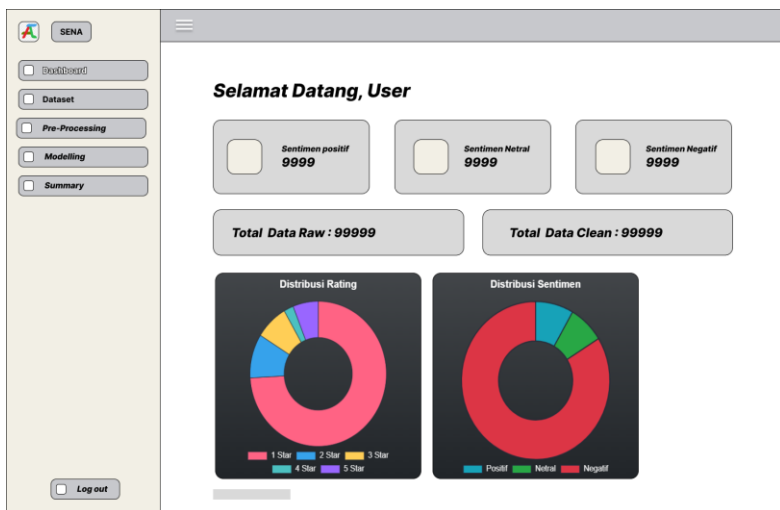 SENA
Dashboard
Dataset
Pre-Processing
Modelling
Summary
Log out
Selamat Datang, User
Sentimen positif
9999
Sentimen Netral
9999
Sentimen Negatif
9999
Total Data Raw : 99999
Total Data Clean : 99999
Distribusi Rating
1 Star 2 Star 3 Star
4 Star 5 Star
Distribusi Sentimen
Positif Netral Negatif